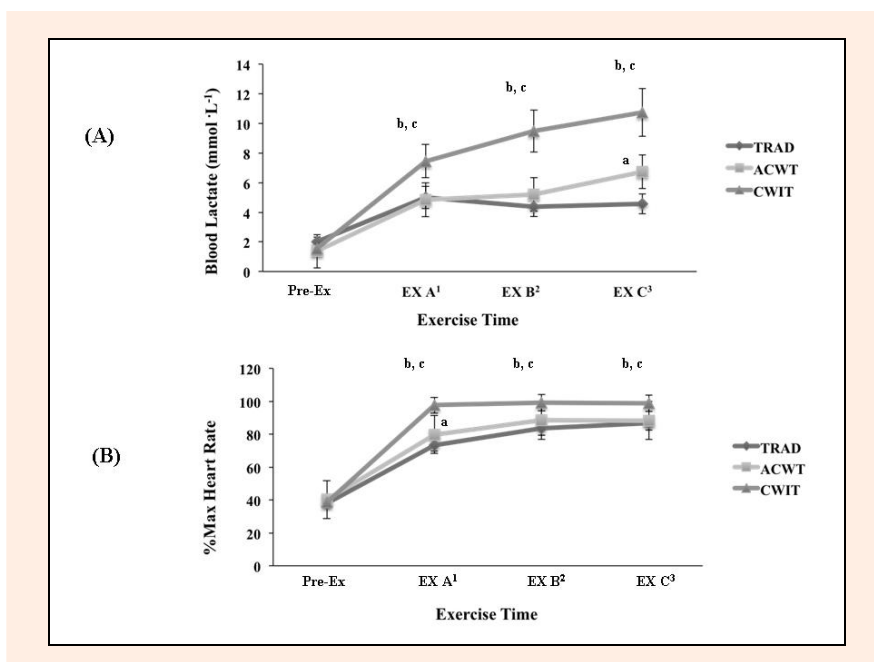 (A)
Blood Lactate (mmol ·L⁻¹)
14
12
10
8
6
4
2
0
b, c
b, c
b, c
a
Pre-Ex EX A¹ EX B² EX C³
Exercise Time
TRAD
ACWT
CWIT
(B)
%Max Heart Rate
120
100
80
60
40
20
0
b, c b, c b, c
a
Pre-Ex EX A¹ EX B² EX C³
Exercise Time
TRAD
ACWT
CWIT